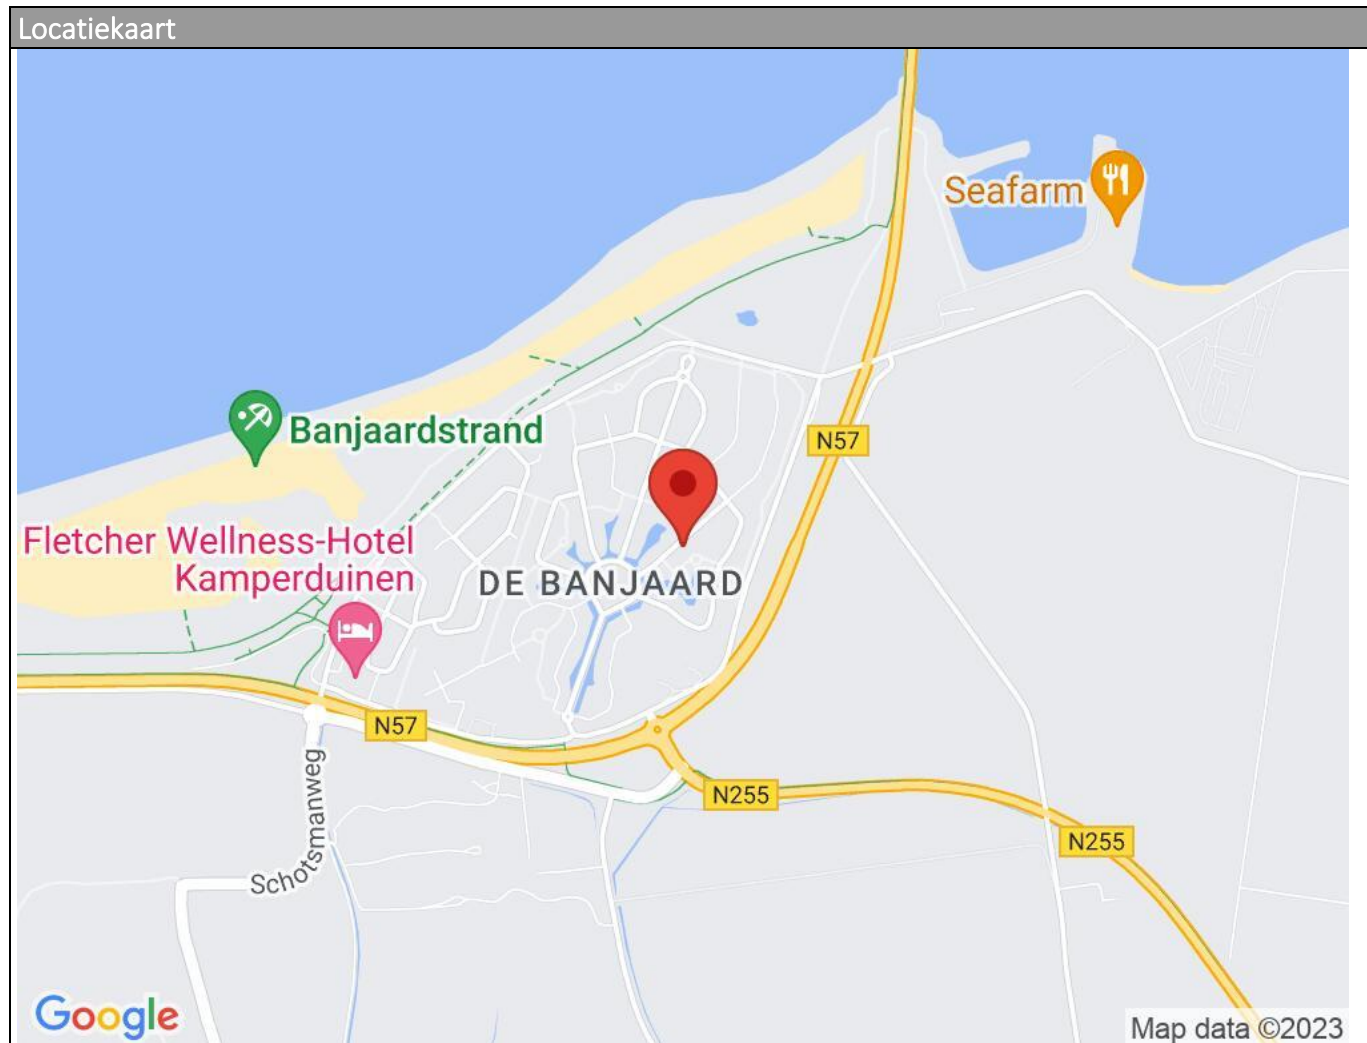 Locatiekaart
Seafarm
Banjaardstrand
N57
Fletcher Wellness-Hotel
Kamperduinen
DE BANJAARD
N57
Schotsmanweg
N255
N255
Google
Map data ©2023